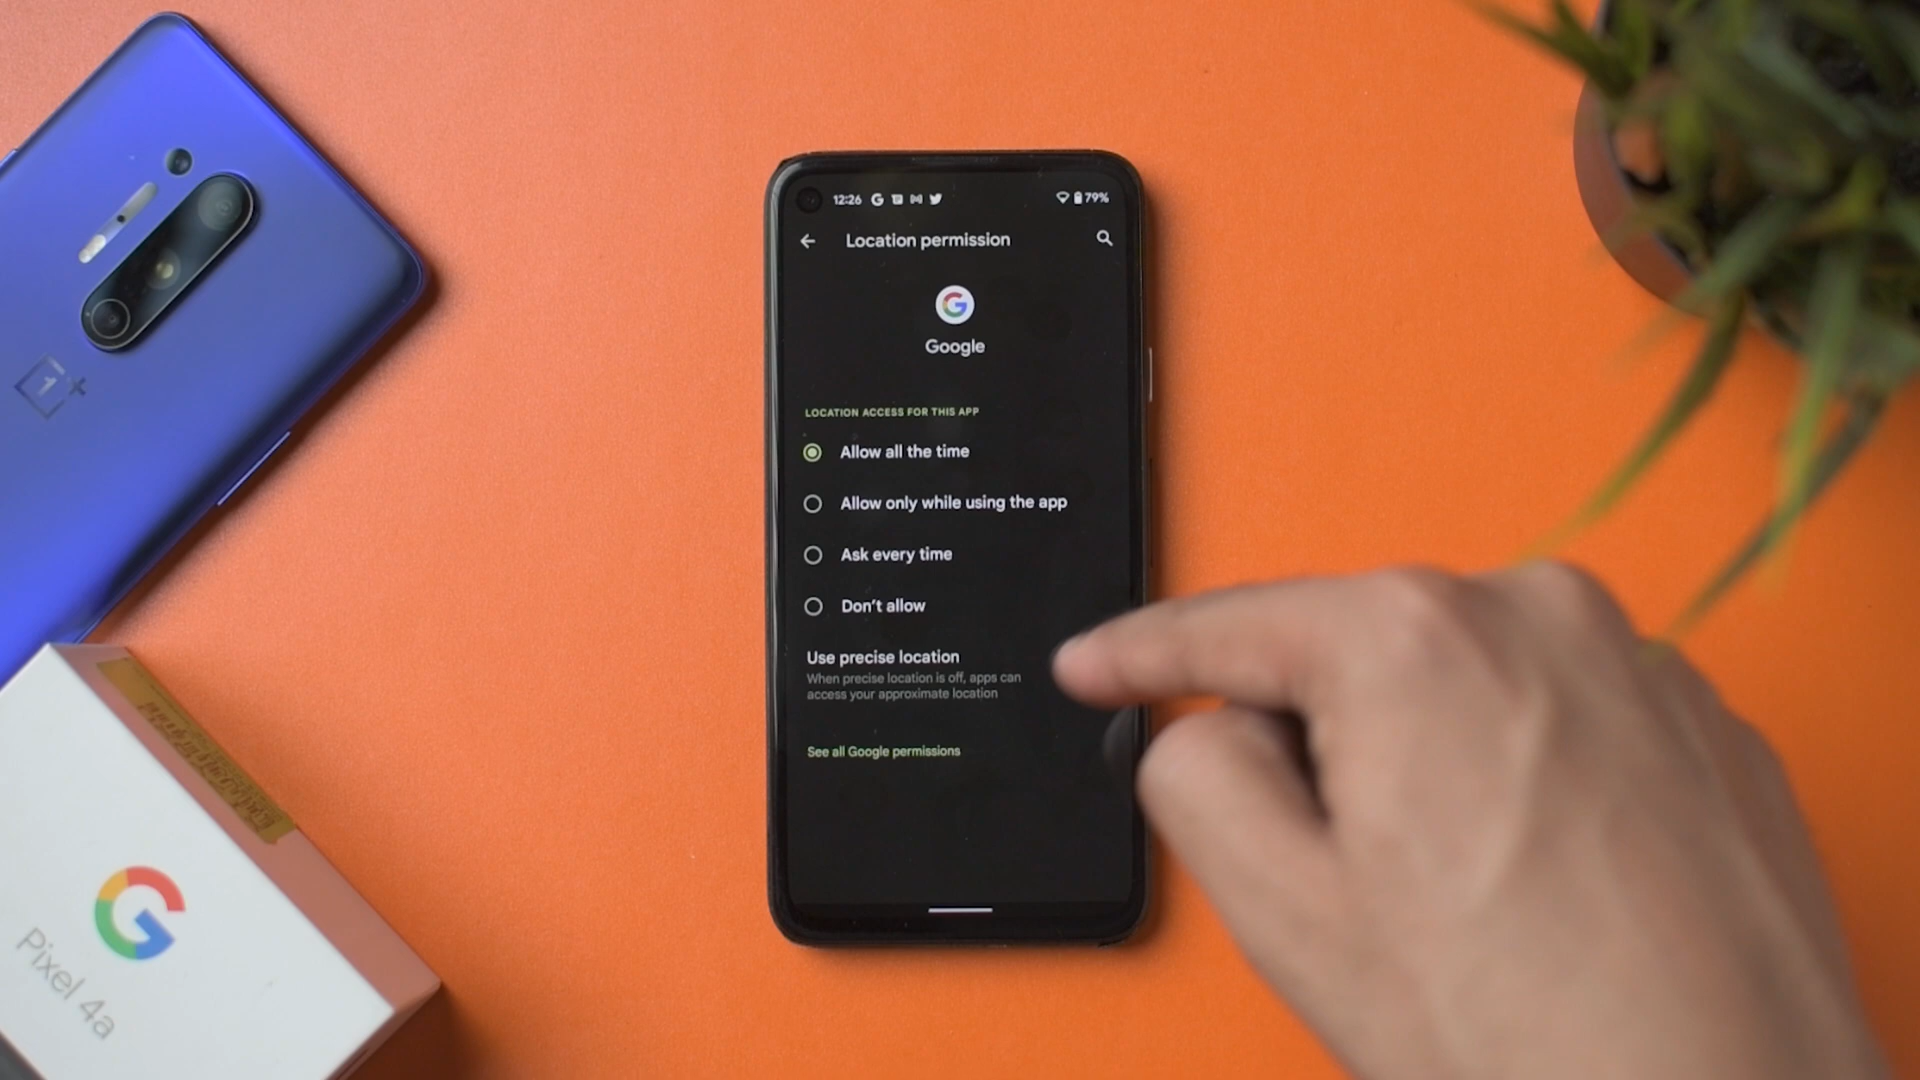 12:26
79%
Location permission
Google
LOCATION ACCESS FOR THIS APP
Allow all the time
Allow only while using the app
Ask every time
Don't allow
Use precise location
When precise location is off, apps can
access your approximate location
See all Google permissions
1+
G
Pixel 4a